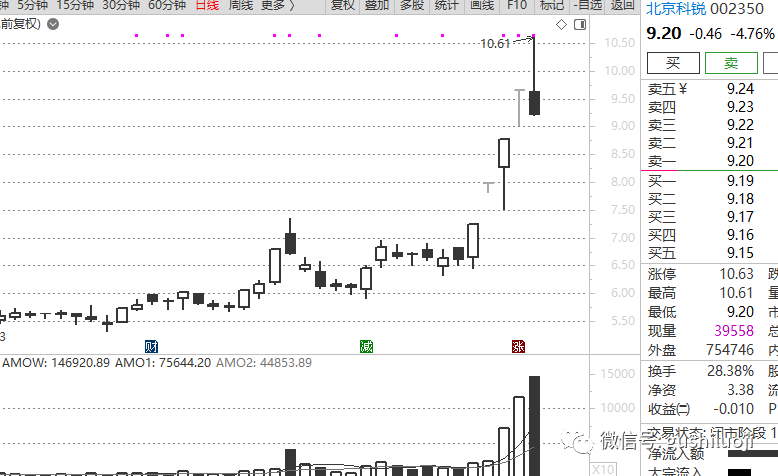 钟 5分钟 15分钟 30分钟 60分钟 日线 周线 更多 〉 复权 叠加 多股 统计 画线 F10 标记 -自选 返回
前复权)
北京科锐 002350
9.20 -0.46 -4.76%
买 卖
卖五 ¥ 9.24
卖四 9.23
卖三 9.22
卖二 9.21
卖一 9.20
买一 9.19
买二 9.18
买三 9.17
买四 9.16
买五 9.15
涨停 10.63 跌
最高 10.61 量
最低 9.20 市
现量 39558 总
外盘 754746 内
换手 28.38% 股
净资 3.38 流
收益㈡ -0.010 P
交易状态: 闭市阶段 1
净流入额
大宗流入
10.61
10.50
10.00
9.50
9.00
8.50
8.00
7.50
7.00
6.50
6.00
5.50
3
财 减 涨
AMOW: 146920.89 AMO1: 75644.20 AMO2: 44853.89
15000
10000
X10
微信号: gushiluoji